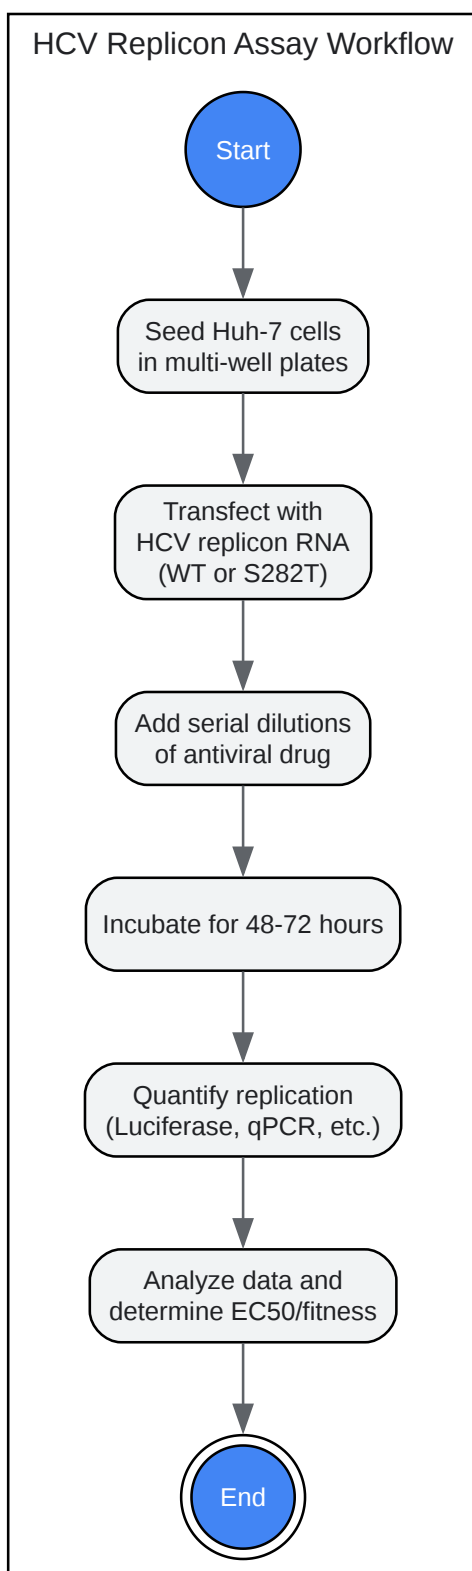 HCV Replicon Assay Workflow
Start
Seed Huh-7 cells
in multi-well plates
Transfect with
HCV replicon RNA
(WT or S282T)
Add serial dilutions
of antiviral drug
Incubate for 48-72 hours
Quantify replication
(Luciferase, qPCR, etc.)
Analyze data and
determine EC50/fitness
End